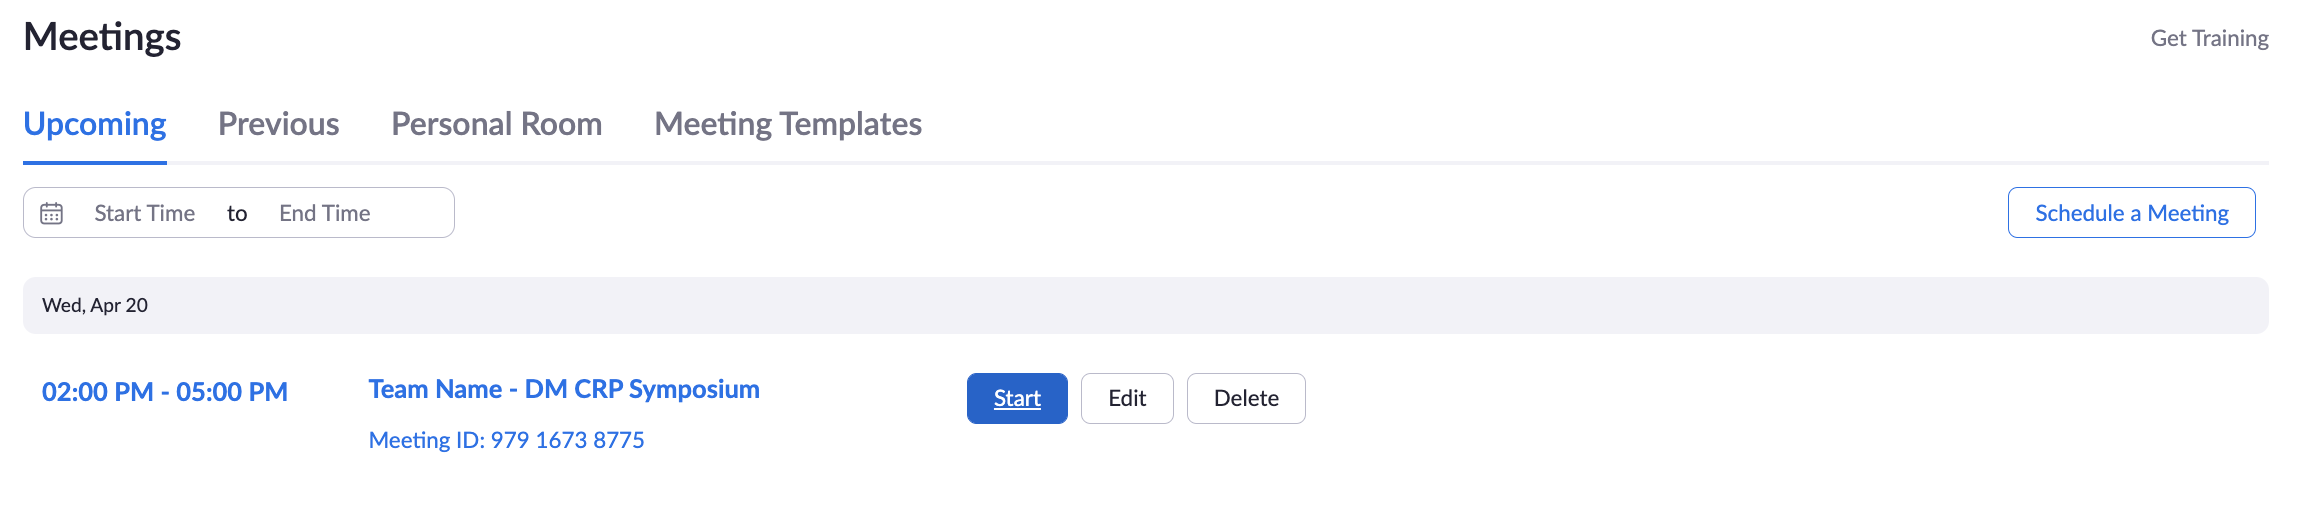 Meetings
Get Training
Upcoming Previous Personal Room Meeting Templates
Start Time to End Time
Schedule a Meeting
Wed, Apr 20
02:00 PM - 05:00 PM
Team Name - DM CRP Symposium
Meeting ID: 979 1673 8775
Start Edit Delete